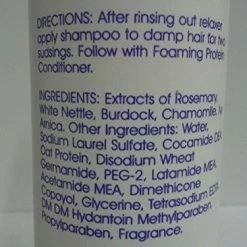 DIRECTIONS: After rinsing out relaxer
apply shampoo to damp hair for two
sudsings. Follow with Foaming Protein
Conditioner.
INGREDIENTS: Extracts of Rosemary,
White Nettle, Burdock, Chamomile,
Arnica. Other Ingredients: Water,
Sodium Laurel Sulfate, Cocamide DEA
Oat Protein, Disodium Wheat
Germamide, PEG-2, Lafamide MEA,
Acetamide MEA, Dimethicone
Copoyol, Glycerine, Tetrasodium EDTA
DM DM Hydantoin Methylparaben,
Propylparaben, Fragrance.